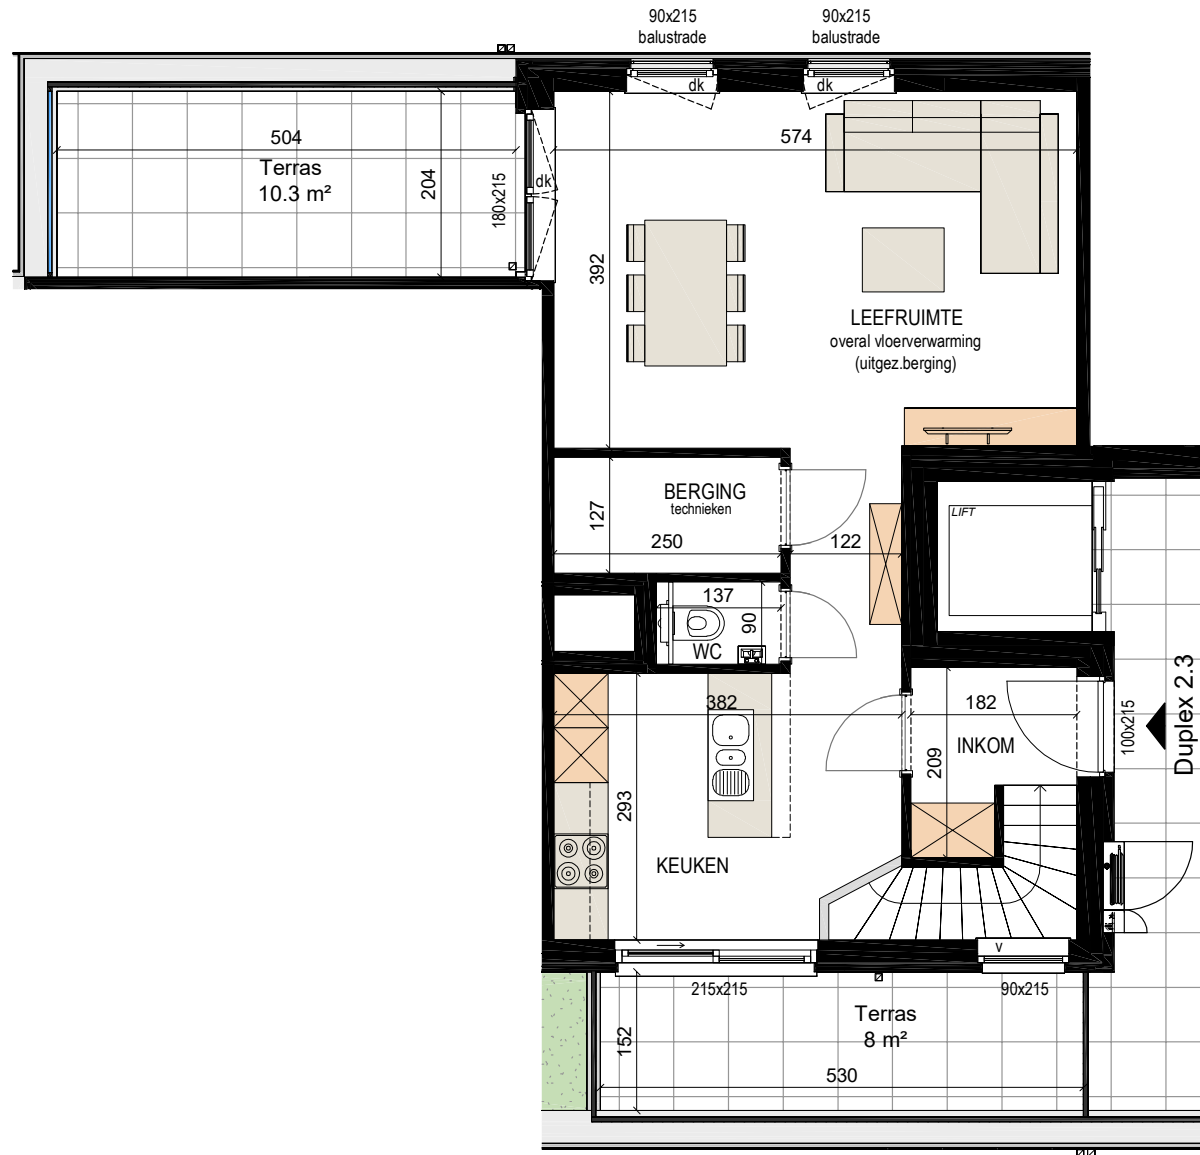 90x215
balustrade
90x215
balustrade
dk
dk
504
574
Terras
10.3 m²
204
180x215
dk
392
LEEFRUIMTE
overal vloerverwarming
(uitgez.berging)
BERGING
technieken
127
250
122
LIFT
137
90
WC
382
182
INKOM
209
100x215
Duplex 2.3
293
KEUKEN
v
215x215
90x215
Terras
8 m²
152
530